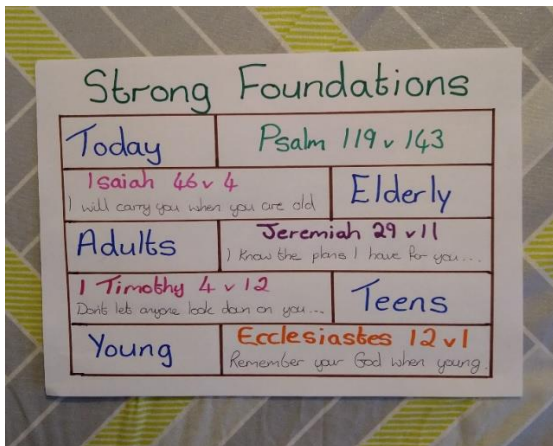 Strong Foundations
Today
Psalm 119 v 143
Isaiah 46 v 4
I will carry you when you are old
Elderly
Adults
Jeremiah 29 v 11
I know the plans I have for you...
1 Timothy 4 v 12
Don't let anyone look down on you...
Teens
Young
Ecclesiastes 12 v 1
Remember your God when young.